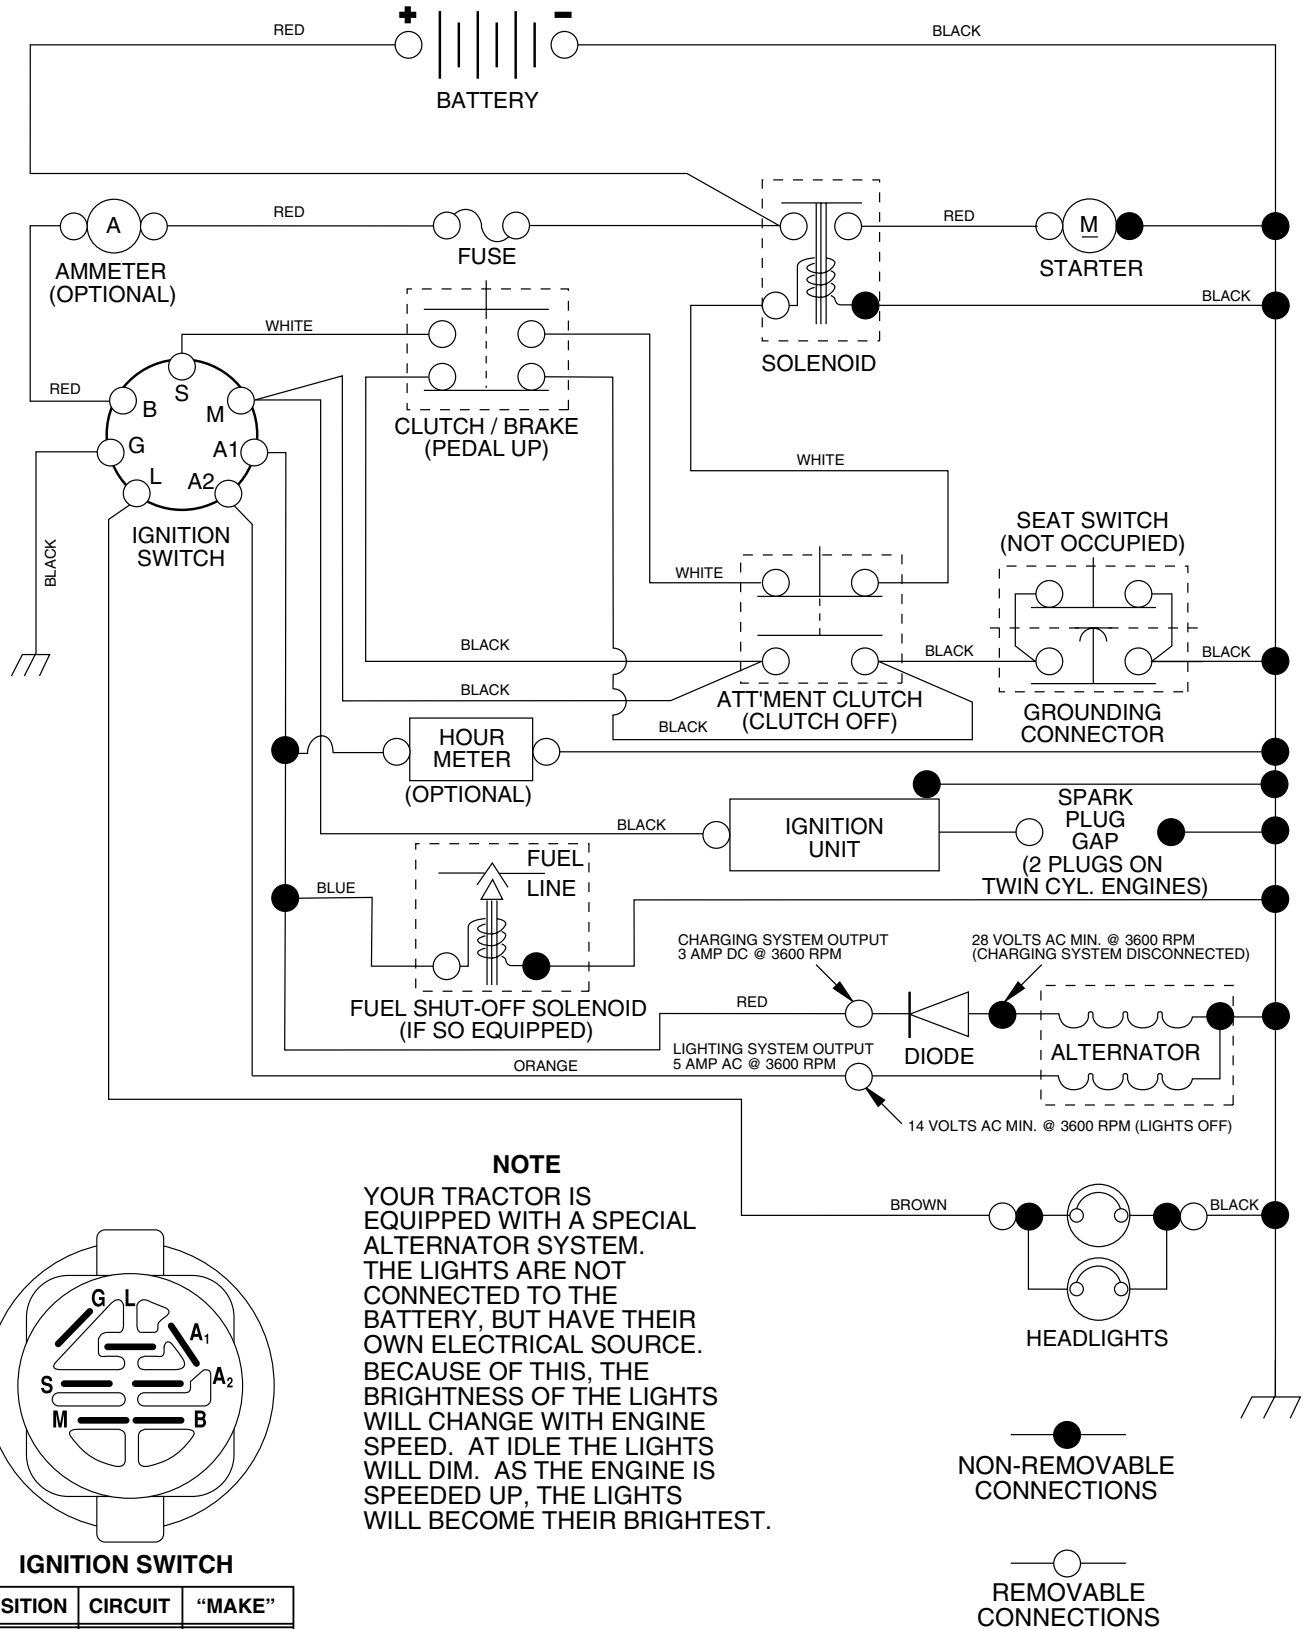 + -
RED
BLACK
BATTERY
RED
A
AMMETER
(OPTIONAL)
FUSE
RED
M
STARTER
BLACK
SOLENOID
WHITE
CLUTCH / BRAKE
(PEDAL UP)
RED
B
S
M
G
A1
L
A2
IGNITION
SWITCH
BLACK
WHITE
WHITE
SEAT SWITCH
(NOT OCCUPIED)
BLACK
BLACK
BLACK
BLACK
BLACK
ATT'MENT CLUTCH
(CLUTCH OFF)
GROUNDING
CONNECTOR
HOUR
METER
(OPTIONAL)
BLACK
IGNITION
UNIT
SPARK
PLUG
GAP
(2 PLUGS ON
TWIN CYL. ENGINES)
BLUE
FUEL
LINE
FUEL SHUT-OFF SOLENOID
(IF SO EQUIPPED)
CHARGING SYSTEM OUTPUT
3 AMP DC @ 3600 RPM
28 VOLTS AC MIN. @ 3600 RPM
(CHARGING SYSTEM DISCONNECTED)
RED
DIODE
ALTERNATOR
LIGHTING SYSTEM OUTPUT
5 AMP AC @ 3600 RPM
ORANGE
14 VOLTS AC MIN. @ 3600 RPM (LIGHTS OFF)
NOTE
YOUR TRACTOR IS
EQUIPPED WITH A SPECIAL
ALTERNATOR SYSTEM.
THE LIGHTS ARE NOT
CONNECTED TO THE
BATTERY, BUT HAVE THEIR
OWN ELECTRICAL SOURCE.
BECAUSE OF THIS, THE
BRIGHTNESS OF THE LIGHTS
WILL CHANGE WITH ENGINE
SPEED. AT IDLE THE LIGHTS
WILL DIM. AS THE ENGINE IS
SPEEDED UP, THE LIGHTS
WILL BECOME THEIR BRIGHTEST.
BROWN
BLACK
HEADLIGHTS
G L
A1
S A2
M B
IGNITION SWITCH
SITION CIRCUIT “MAKE”
NON-REMOVABLE
CONNECTIONS
REMOVABLE
CONNECTIONS